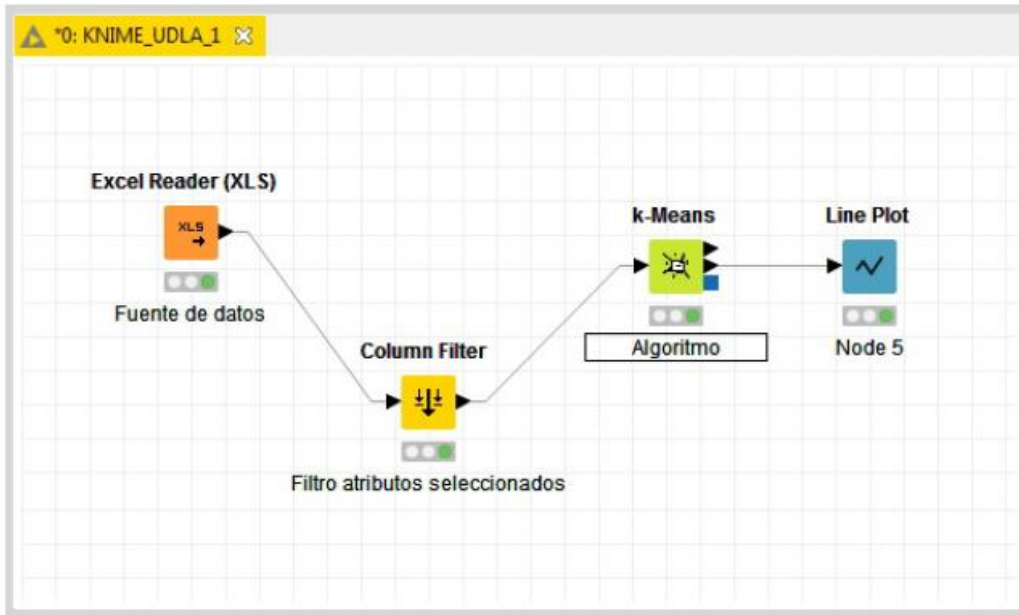 *0: KNIME_UDLA_1
Excel Reader (XLS)
XLS
Fuente de datos
Column Filter
Filtro atributos seleccionados
k-Means
Algoritmo
Line Plot
Node 5